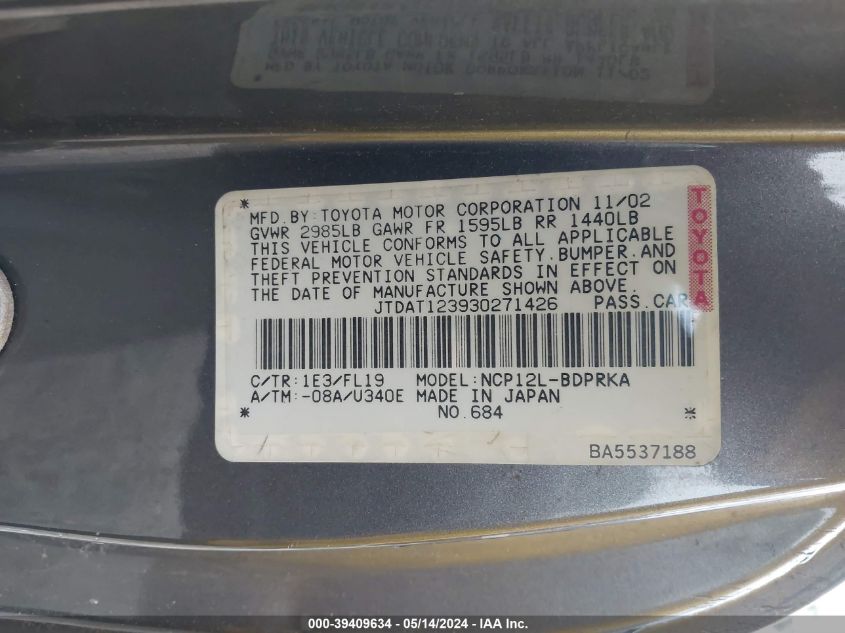 * MFD.BY:TOYOTA MOTOR CORPORATION 11/02
GVWR 2985LB GAWR FR 1595LB RR 1440LB
THIS VEHICLE CONFORMS TO ALL APPLICABLE
FEDERAL MOTOR VEHICLE SAFETY,BUMPER,AND
THEFT PREVENTION STANDARDS IN EFFECT ON
THE DATE OF MANUFACTURE SHOWN ABOVE.
TOYOTA
JTDAT123930271426 PASS.CAR
C/TR:1E3/FL19 MODEL:NCP12L-BDPRKA
A/TM:-08A/U340E MADE IN JAPAN
* NO.684 *
BA5537188
000-39409634 - 05/14/2024 - IAAI.com